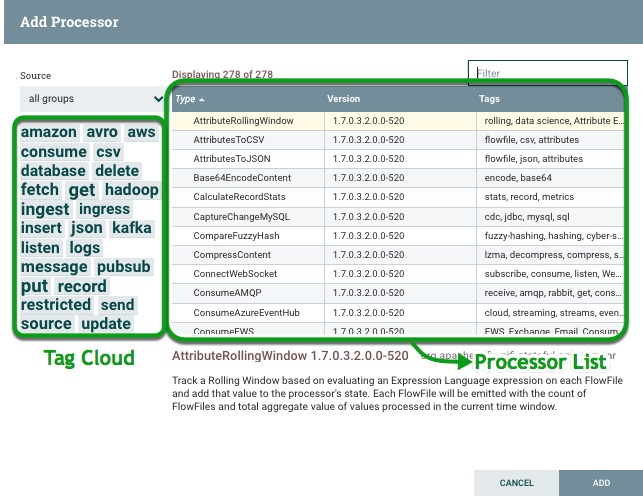 Add Processor
Source
Displaying 278 of 278
Filter
all groups
Type Version Tags
AttributeRollingWindow 1.7.0.3.2.0.0-520 rolling, data science, Attribute E...
AttributesToCSV 1.7.0.3.2.0.0-520 flowfile, csv, attributes
AttributesToJSON 1.7.0.3.2.0.0-520 flowfile, json, attributes
Base64EncodeContent 1.7.0.3.2.0.0-520 encode, base64
CalculateRecordStats 1.7.0.3.2.0.0-520 stats, record, metrics
CaptureChangeMySQL 1.7.0.3.2.0.0-520 cdc, jdbc, mysql, sql
CompareFuzzyHash 1.7.0.3.2.0.0-520 fuzzy-hashing, hashing, cyber-s...
CompressContent 1.7.0.3.2.0.0-520 lzma, decompress, compress, s...
ConnectWebSocket 1.7.0.3.2.0.0-520 subscribe, consume, listen, We...
ConsumeAMQP 1.7.0.3.2.0.0-520 receive, amqp, rabbit, get, cons...
ConsumeAzureEventHub 1.7.0.3.2.0.0-520 cloud, streaming, streams, even...
ConsumeEWS 1.7.0.3.2.0.0-520 EWS, Exchange, Email, Consum...
amazon avro aws
consume csv
database delete
fetch get hadoop
ingest ingress
insert json kafka
listen logs
message pubsub
put record
restricted send
source update
Tag Cloud
AttributeRollingWindow 1.7.0.3.2.0.0-520
Processor List
Track a Rolling Window based on evaluating an Expression Language expression on each FlowFile
and add that value to the processor's state. Each FlowFile will be emitted with the count of
FlowFiles and total aggregate value of values processed in the current time window.
CANCEL ADD